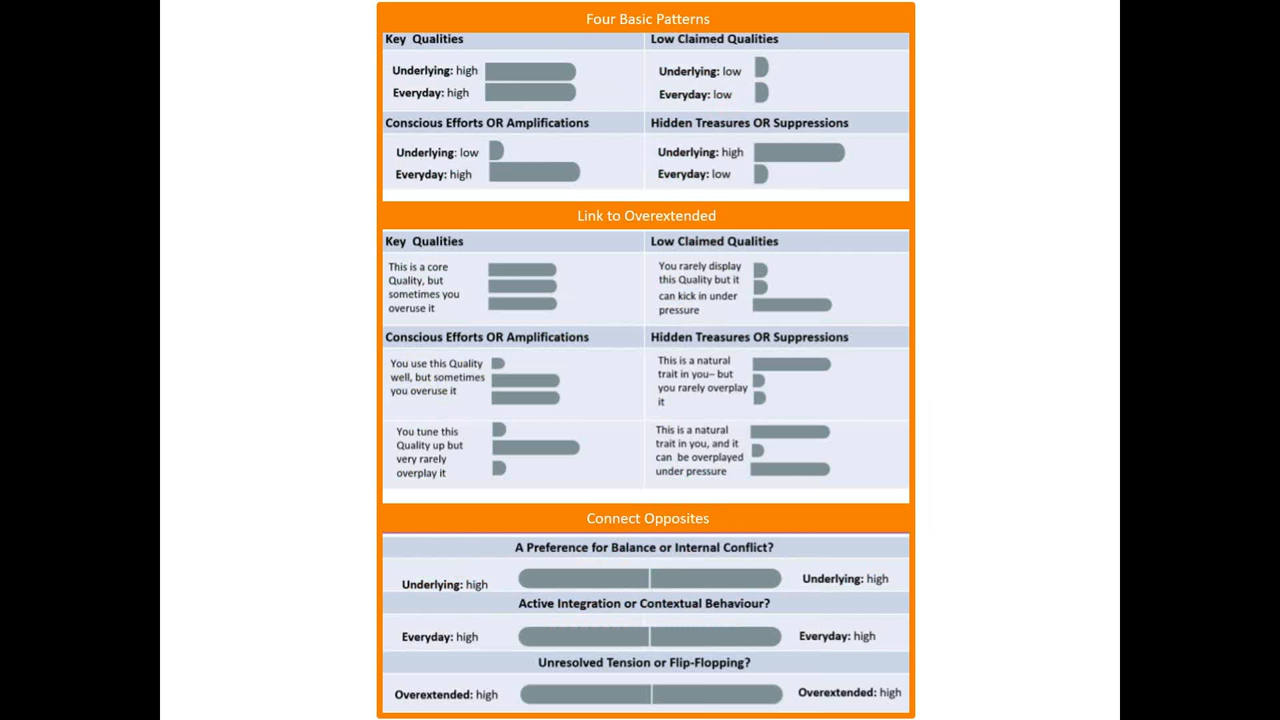 Four Basic Patterns
Key Qualities
Low Claimed Qualities
Underlying: high
Everyday: high
Underlying: low
Everyday: low
Conscious Efforts OR Amplifications
Hidden Treasures OR Suppressions
Underlying: low
Everyday: high
Underlying: high
Everyday: low
Link to Overextended
Key Qualities
Low Claimed Qualities
This is a core
Quality, but
sometimes you
overuse it
You rarely display
this Quality but it
can kick in under
pressure
Conscious Efforts OR Amplifications
Hidden Treasures OR Suppressions
You use this Quality
well, but sometimes
you overuse it
This is a natural
trait in you– but
you rarely overplay
it
You tune this
Quality up but
very rarely
overplay it
This is a natural
trait in you, and it
can be overplayed
under pressure
Connect Opposites
A Preference for Balance or Internal Conflict?
Underlying: high
Underlying: high
Active Integration or Contextual Behaviour?
Everyday: high
Everyday: high
Unresolved Tension or Flip-Flopping?
Overextended: high
Overextended: high